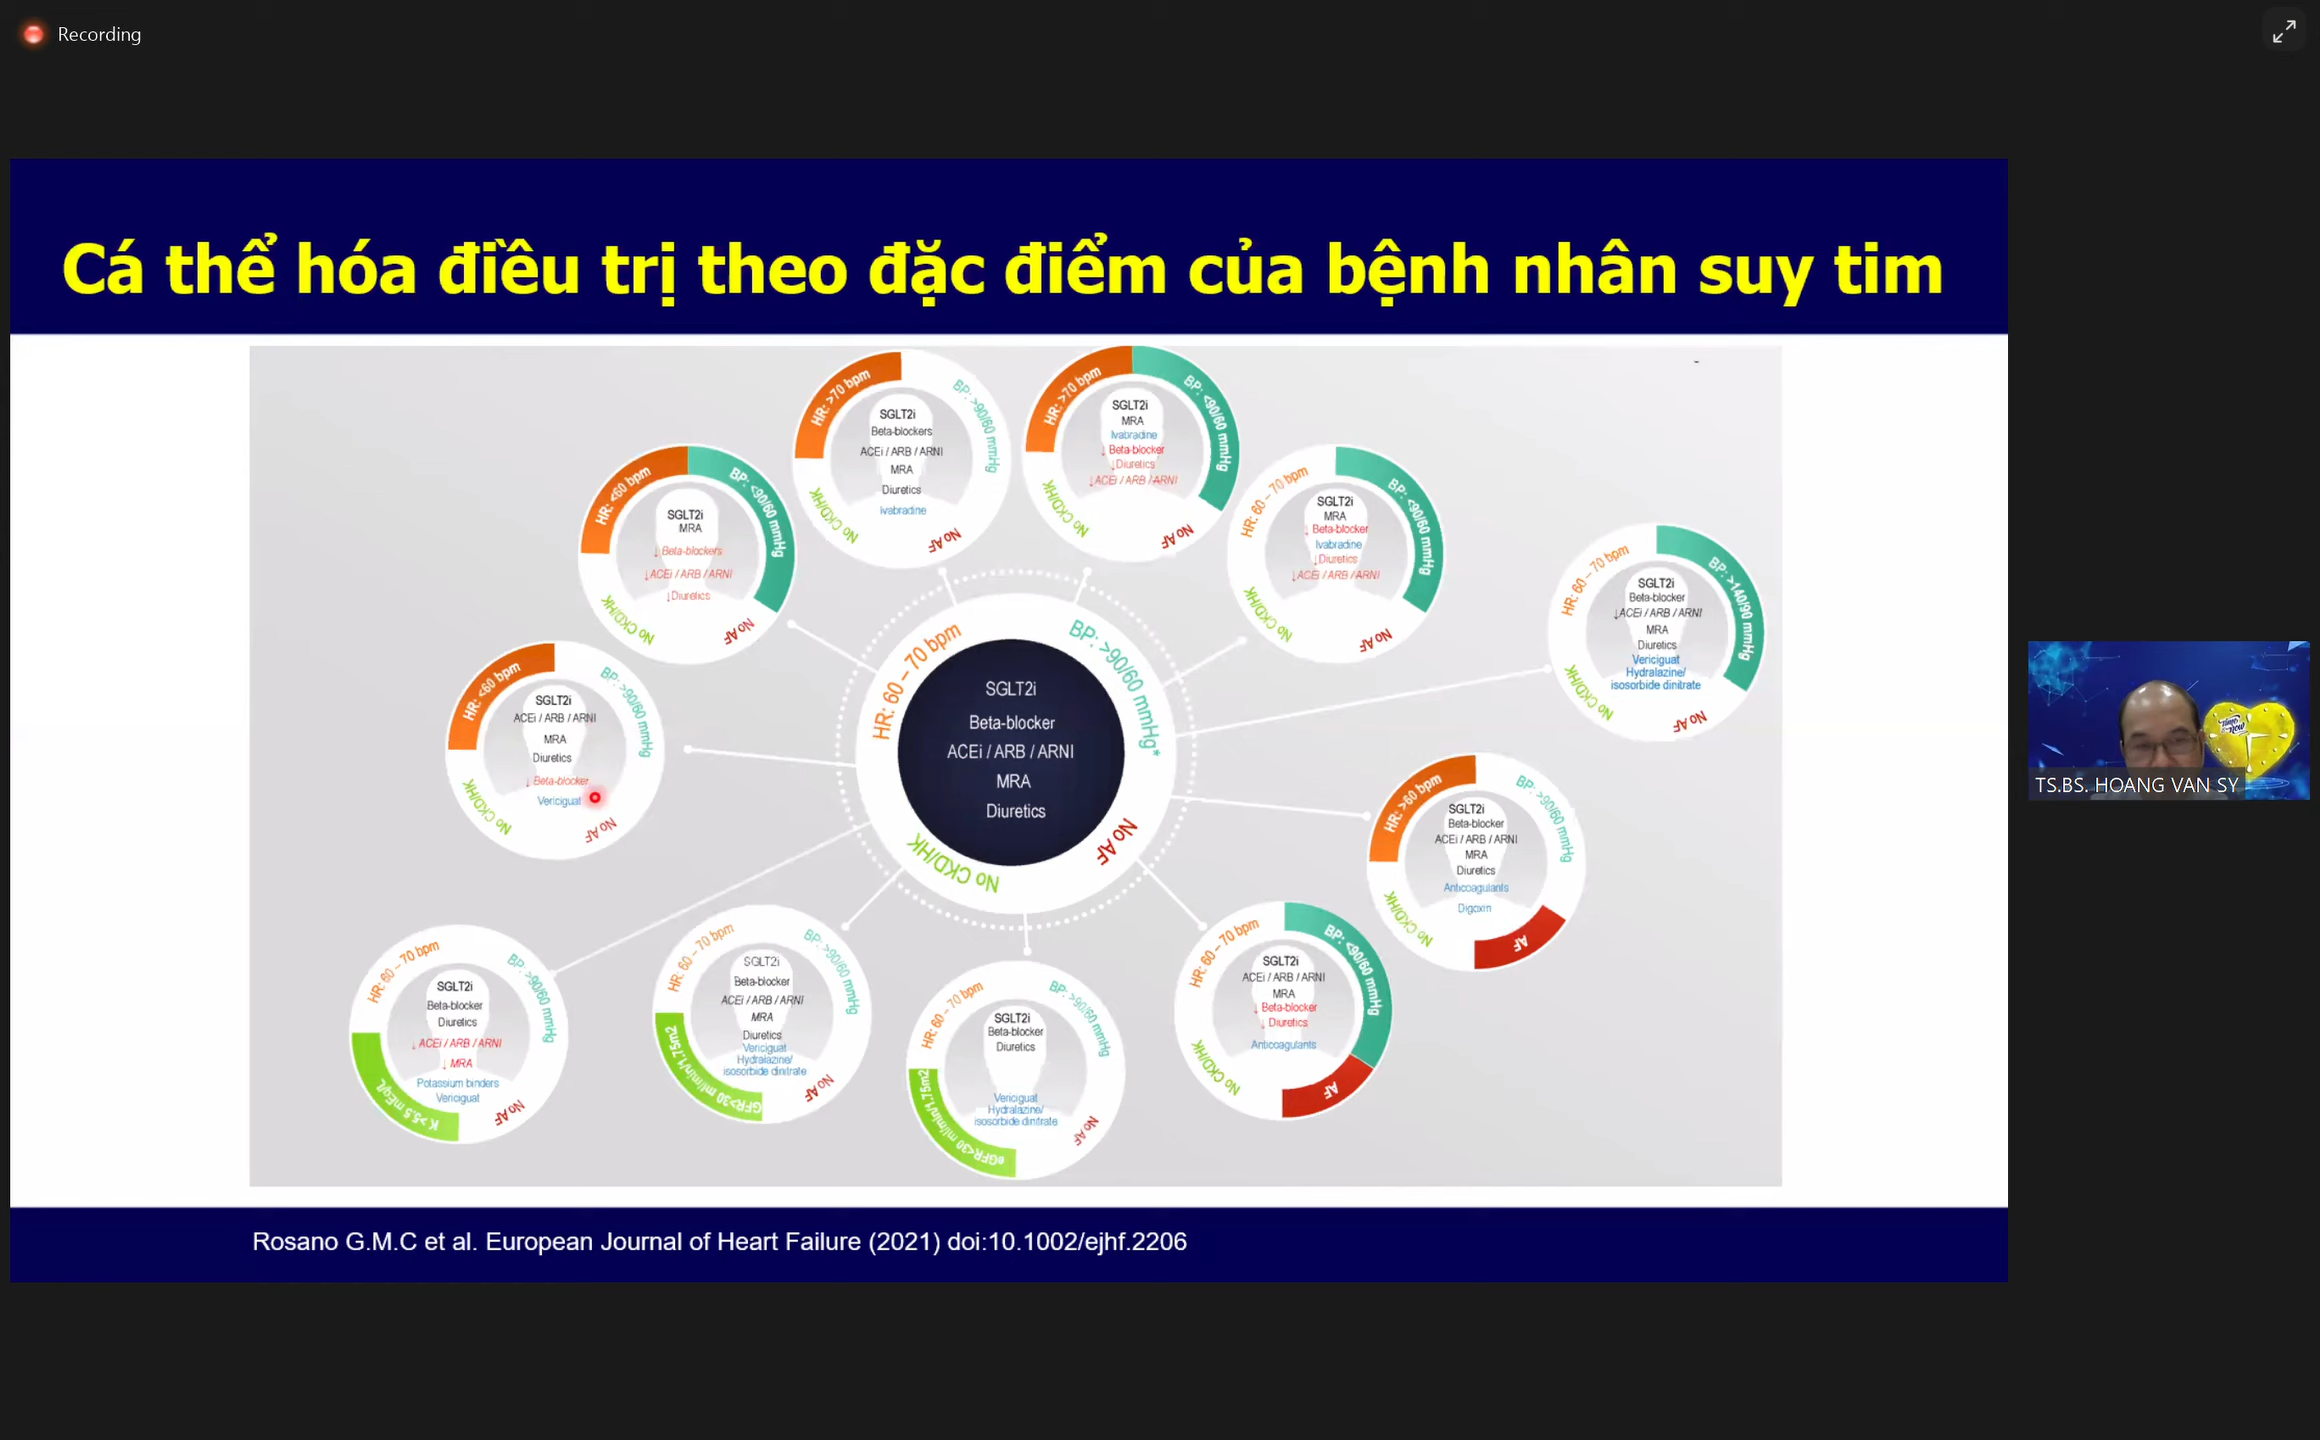 Recording
Cá thể hóa điều trị theo đặc điểm của bệnh nhân suy tim
HR: >70 bpm
BP: >90/60 mmHg
SGLT2i
Beta-blockers
ACEi / ARB / ARNI
MRA
Diuretics
Ivabradine
No CKD/HK
No AF
HR: >70 bpm
BP: <90/60 mmHg
SGLT2i
MRA
Ivabradine
↓ Beta-blocker
↓Diuretics
↓ACEi / ARB / ARNI
No CKD/HK
No AF
HR: <60 bpm
BP: <90/60 mmHg
SGLT2i
MRA
↓ Beta-blockers
↓ACEi / ARB / ARNI
↓Diuretics
No CKD/HK
No AF
HR: 60 – 70 bpm
BP: <90/60 mmHg
SGLT2i
MRA
↓ Beta-blocker
Ivabradine
↓Diuretics
↓ACEi / ARB / ARNI
No CKD/HK
No AF
HR: 60 – 70 bpm
BP: >140/90 mmHg
SGLT2i
Beta-blocker
↓ACEi / ARB / ARNI
MRA
Diuretics
Vericiguat
Hydralazine/
isosorbide dinitrate
No CKD/HK
No AF
HR: <60 bpm
BP: >90/60 mmHg
SGLT2i
ACEi / ARB / ARNI
MRA
Diuretics
↓ Beta-blocker
Vericiguat
No CKD/HK
No AF
HR: 60 – 70 bpm
BP: >90/60 mmHg*
SGLT2i
Beta-blocker
ACEi / ARB / ARNI
MRA
Diuretics
No CKD/HK
No AF
HR: >60 bpm
BP: >90/60 mmHg
SGLT2i
Beta-blocker
ACEi / ARB / ARNI
MRA
Diuretics
Anticoagulants
Digoxin
No CKD/HK
AF
HR: 60 – 70 bpm
BP: >90/60 mmHg
SGLT2i
Beta-blocker
Diuretics
↓ ACEi / ARB / ARNI
↓ MRA
Potassium binders
Vericiguat
K >5.5 mEq/L
No AF
HR: 60 – 70 bpm
BP: >90/60 mmHg
SGLT2i
Beta-blocker
ACEi / ARB / ARNI
MRA
Diuretics
Vericiguat
Hydralazine/
isosorbide dinitrate
GFR>30 ml/min/1.75m2
No AF
HR: 60 – 70 bpm
BP: >90/60 mmHg
SGLT2i
Beta-blocker
Diuretics
Vericiguat
Hydralazine/
isosorbide dinitrate
eGFR<30 ml/min/1.75m2
No AF
HR: 60 – 70 bpm
BP: <90/60 mmHg
SGLT2i
ACEi / ARB / ARNI
MRA
↓ Beta-blocker
↓ Diuretics
Anticoagulants
No CKD/HK
AF
Rosano G.M.C et al. European Journal of Heart Failure (2021) doi:10.1002/ejhf.2206
TS.BS. HOANG VAN SY